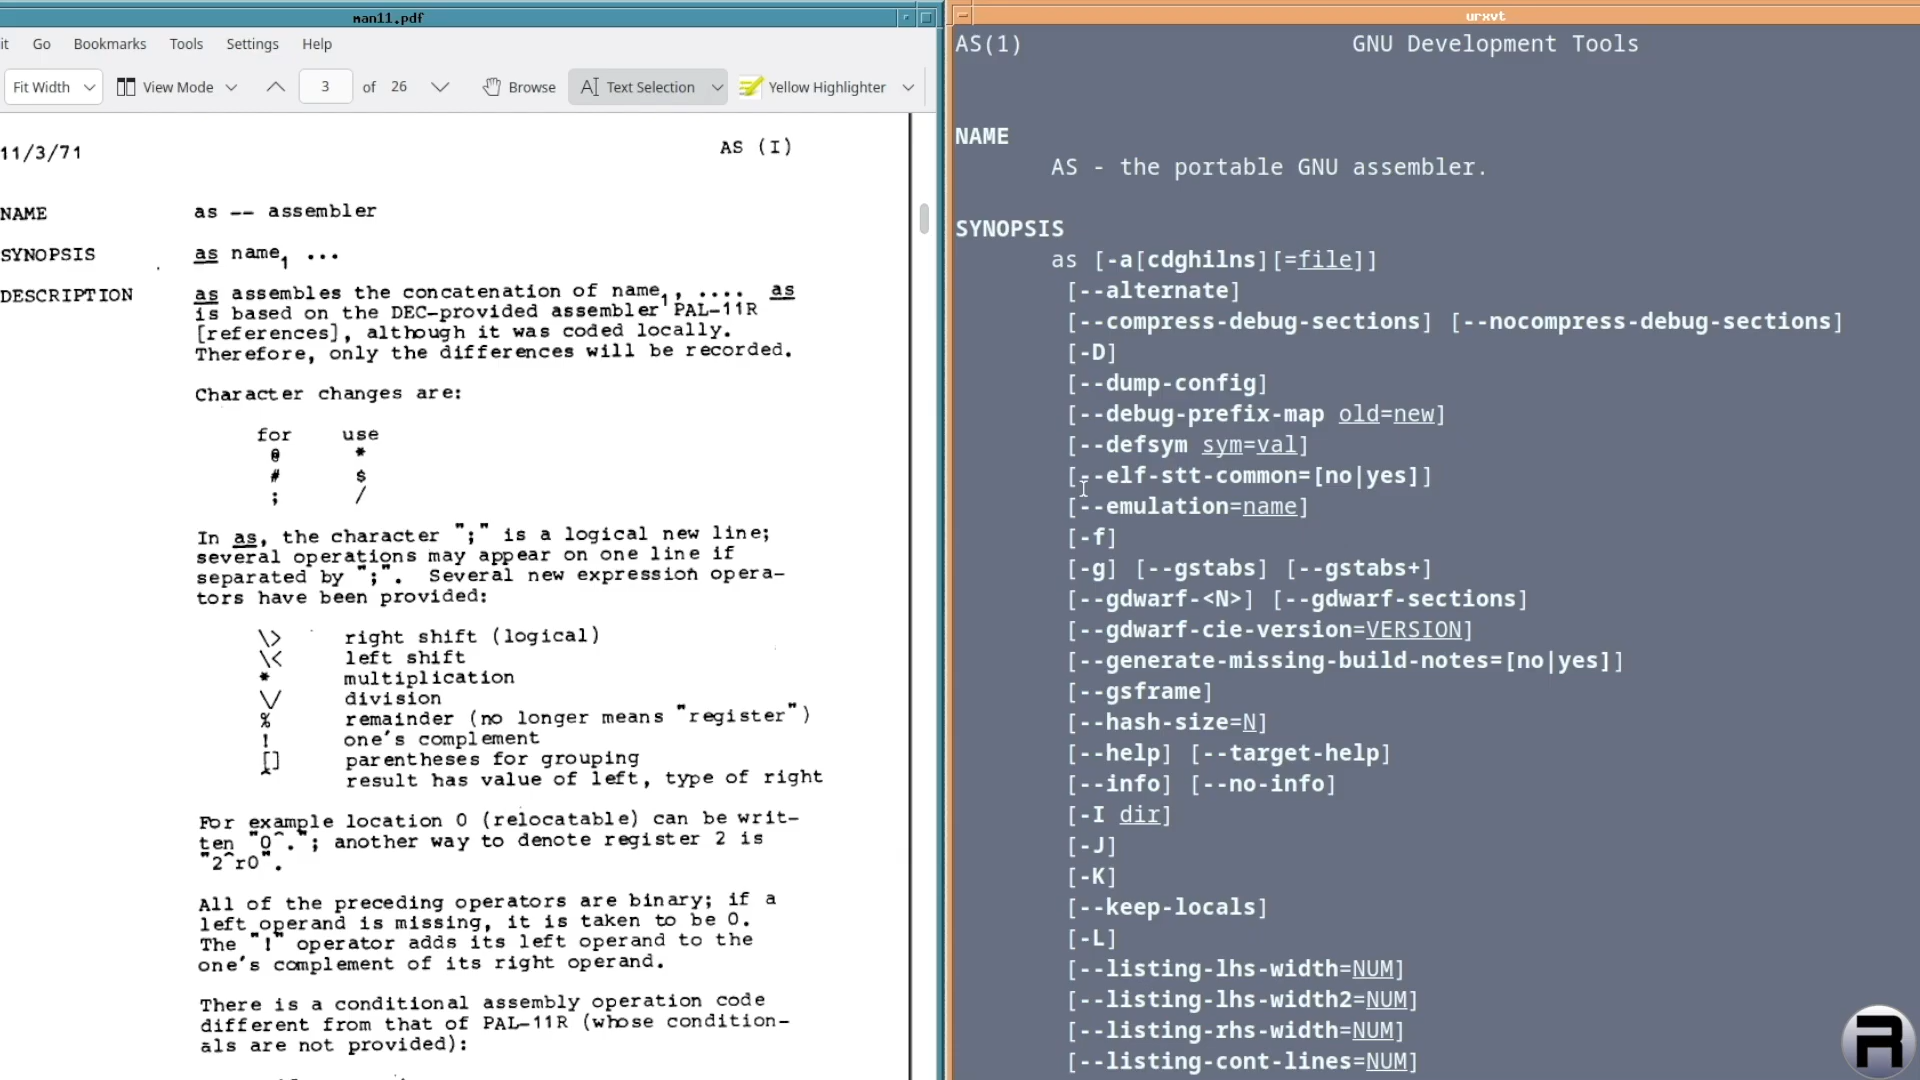 man11.pdf
it Go Bookmarks Tools Settings Help
Fit Width View Mode 3 of 26 Browse Text Selection Yellow Highlighter
11/3/71 AS (I)
NAME as -- assembler
SYNOPSIS as name1 ...
DESCRIPTION as assembles the concatenation of name1, .... as
is based on the DEC-provided assembler PAL-11R
[references], although it was coded locally.
Therefore, only the differences will be recorded.
Character changes are:
for use
@ *
# $
; /
In as, the character ";" is a logical new line;
several operations may appear on one line if
separated by ";". Several new expression opera-
tors have been provided:
\> right shift (logical)
\< left shift
* multiplication
\/ division
% remainder (no longer means "register")
! one's complement
[] parentheses for grouping
^ result has value of left, type of right
For example location 0 (relocatable) can be writ-
ten "0^."; another way to denote register 2 is
"2^r0".
All of the preceding operators are binary; if a
left operand is missing, it is taken to be 0.
The "!" operator adds its left operand to the
one's complement of its right operand.
There is a conditional assembly operation code
different from that of PAL-11R (whose condition-
als are not provided):
urxvt
AS(1) GNU Development Tools
NAME
AS - the portable GNU assembler.
SYNOPSIS
as [-a[cdghilns][=file]]
[--alternate]
[--compress-debug-sections] [--nocompress-debug-sections]
[-D]
[--dump-config]
[--debug-prefix-map old=new]
[--defsym sym=val]
[--elf-stt-common=[no|yes]]
[--emulation=name]
[-f]
[-g] [--gstabs] [--gstabs+]
[--gdwarf-<N>] [--gdwarf-sections]
[--gdwarf-cie-version=VERSION]
[--generate-missing-build-notes=[no|yes]]
[--gsframe]
[--hash-size=N]
[--help] [--target-help]
[--info] [--no-info]
[-I dir]
[-J]
[-K]
[--keep-locals]
[-L]
[--listing-lhs-width=NUM]
[--listing-lhs-width2=NUM]
[--listing-rhs-width=NUM]
[--listing-cont-lines=NUM]